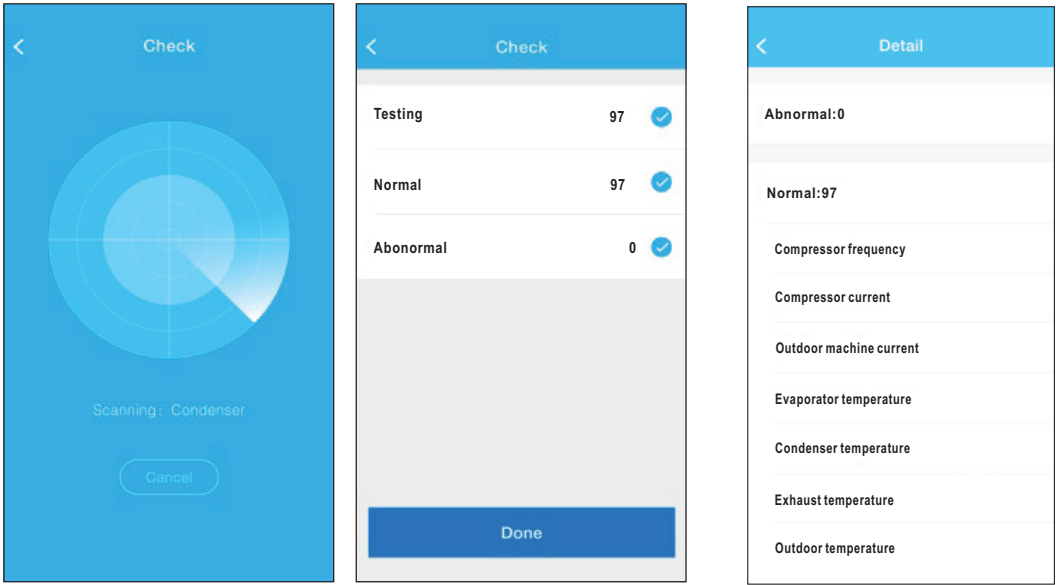 Check
Scanning: Condenser
Cancel
Check
Testing 97
Normal 97
Abonormal 0
Done
Detail
Abnormal:0
Normal:97
Compressor frequency
Compressor current
Outdoor machine current
Evaporator temperature
Condenser temperature
Exhaust temperature
Outdoor temperature